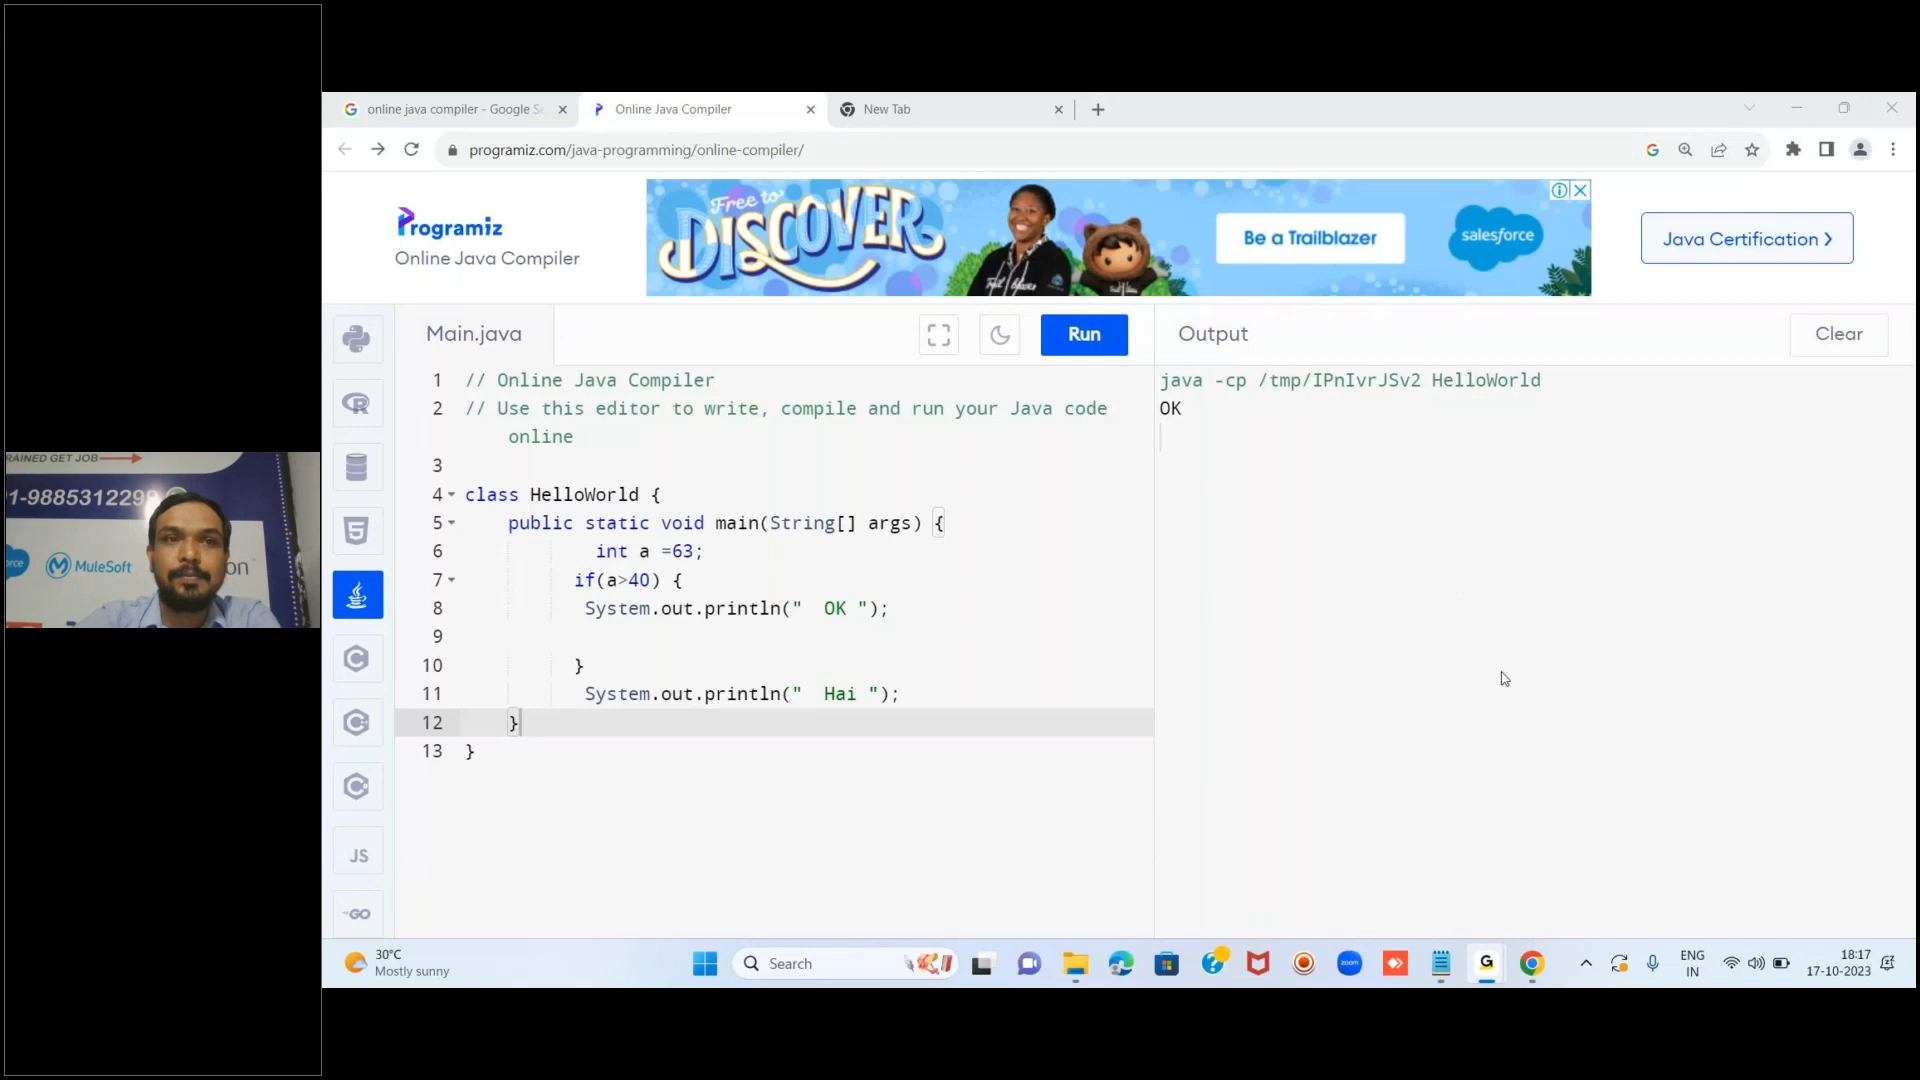 online java compiler - Google Se
Online Java Compiler
New Tab
programiz.com/java-programming/online-compiler/
Free to
DISCOVER
Be a Trailblazer
salesforce
Programiz
Online Java Compiler
Java Certification ❯
Main.java
Run
Output
Clear
1 // Online Java Compiler
2 // Use this editor to write, compile and run your Java code
online
3
4 class HelloWorld {
5 public static void main(String[] args) {
6 int a =63;
7 if(a>40) {
8 System.out.println("  OK ");
9
10 }
11 System.out.println("  Hai ");
12 }
13 }
java -cp /tmp/IPnIvrJSv2 HelloWorld
OK
RAINED GET JOB
1-988531229
MuleSoft
on
JS
GO
30°C
Mostly sunny
Search
zoom
ENG
IN
18:17
17-10-2023